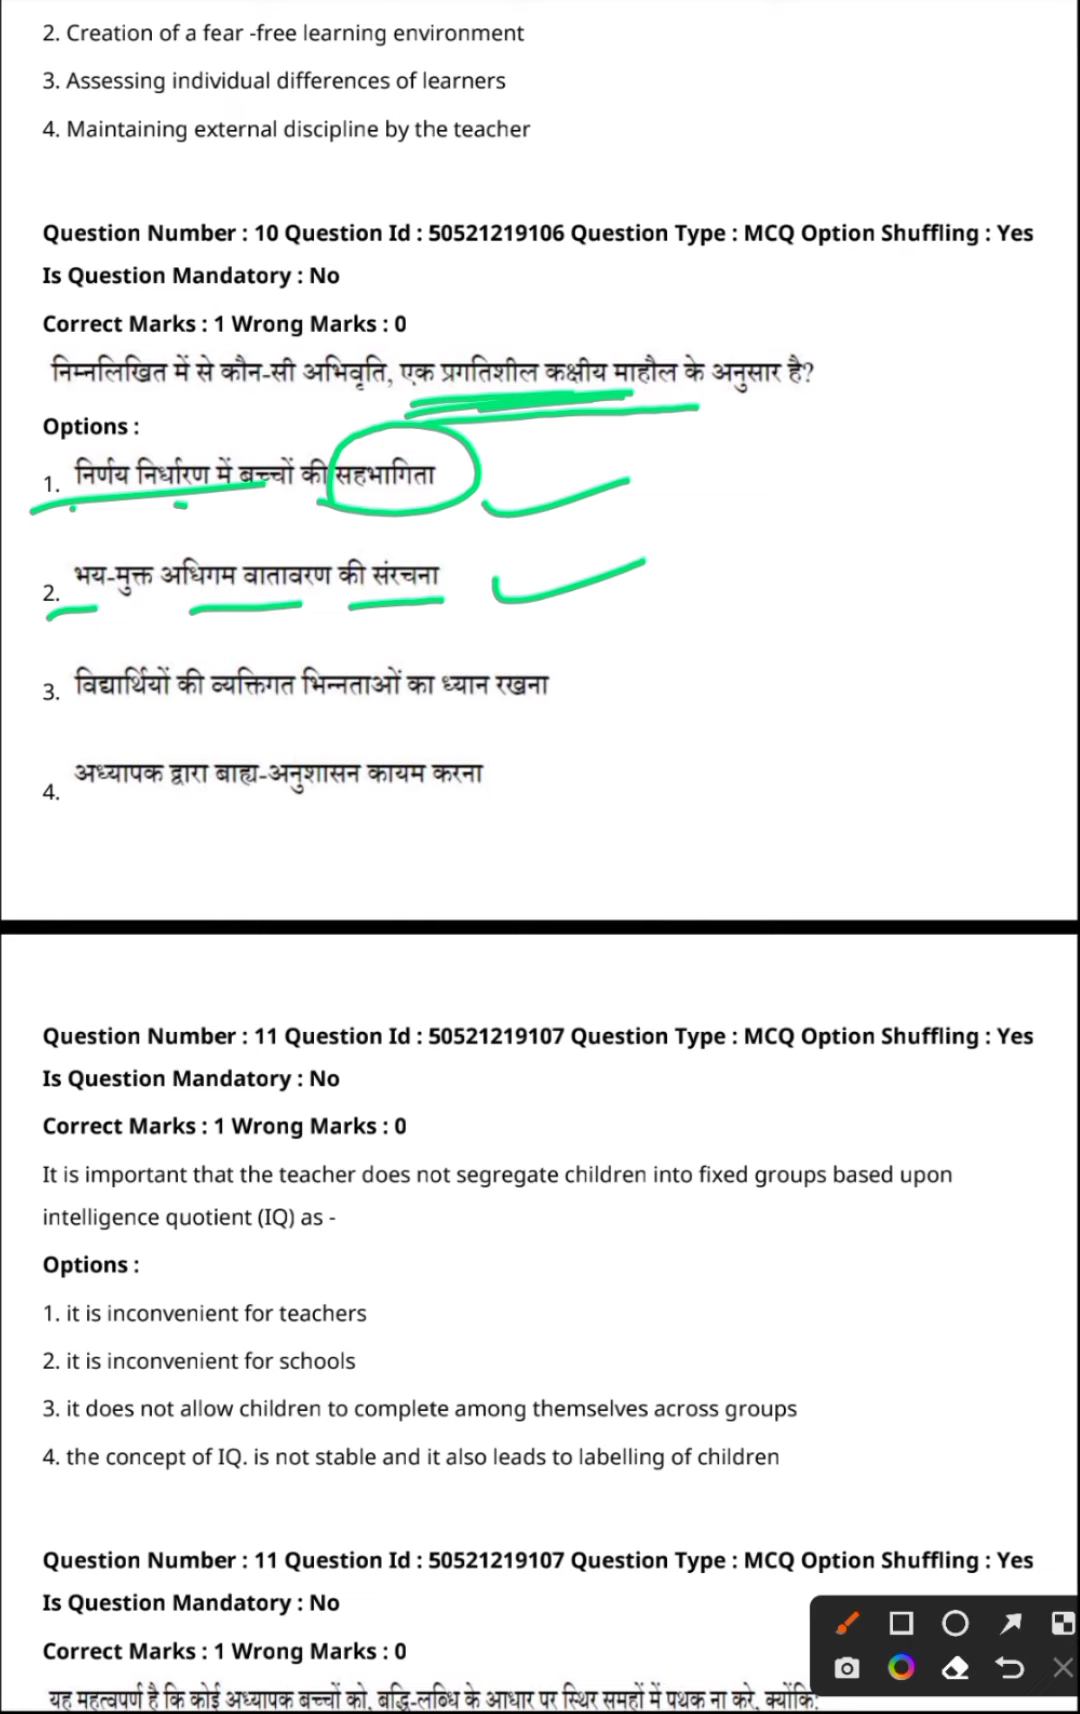 2. Creation of a fear -free learning environment
3. Assessing individual differences of learners
4. Maintaining external discipline by the teacher
Question Number : 10 Question Id : 50521219106 Question Type : MCQ Option Shuffling : Yes
Is Question Mandatory : No
Correct Marks : 1 Wrong Marks : 0
निम्नलिखित में से कौन-सी अभिवृति, एक प्रगतिशील कक्षीय माहौल के अनुसार है?
Options :
1. निर्णय निर्धारण में बच्चों की सहभागिता
2. भय-मुक्त अधिगम वातावरण की संरचना
3. विद्यार्थियों की व्यक्तिगत भिन्नताओं का ध्यान रखना
4. अध्यापक द्वारा बाह्य-अनुशासन कायम करना
Question Number : 11 Question Id : 50521219107 Question Type : MCQ Option Shuffling : Yes
Is Question Mandatory : No
Correct Marks : 1 Wrong Marks : 0
It is important that the teacher does not segregate children into fixed groups based upon
intelligence quotient (IQ) as -
Options :
1. it is inconvenient for teachers
2. it is inconvenient for schools
3. it does not allow children to complete among themselves across groups
4. the concept of IQ. is not stable and it also leads to labelling of children
Question Number : 11 Question Id : 50521219107 Question Type : MCQ Option Shuffling : Yes
Is Question Mandatory : No
Correct Marks : 1 Wrong Marks : 0
यह महत्वपूर्ण है कि कोई अध्यापक बच्चों को, बुद्धि-लब्धि के आधार पर स्थिर समूहों में पृथक ना करे, क्योंकि: